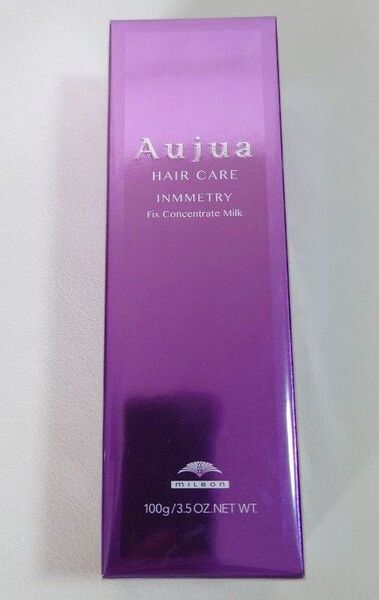 Aujua
HAIR CARE
INMMETRY
Fix Concentrate Milk
MILBON
100g/3.5 OZ.NET WT.